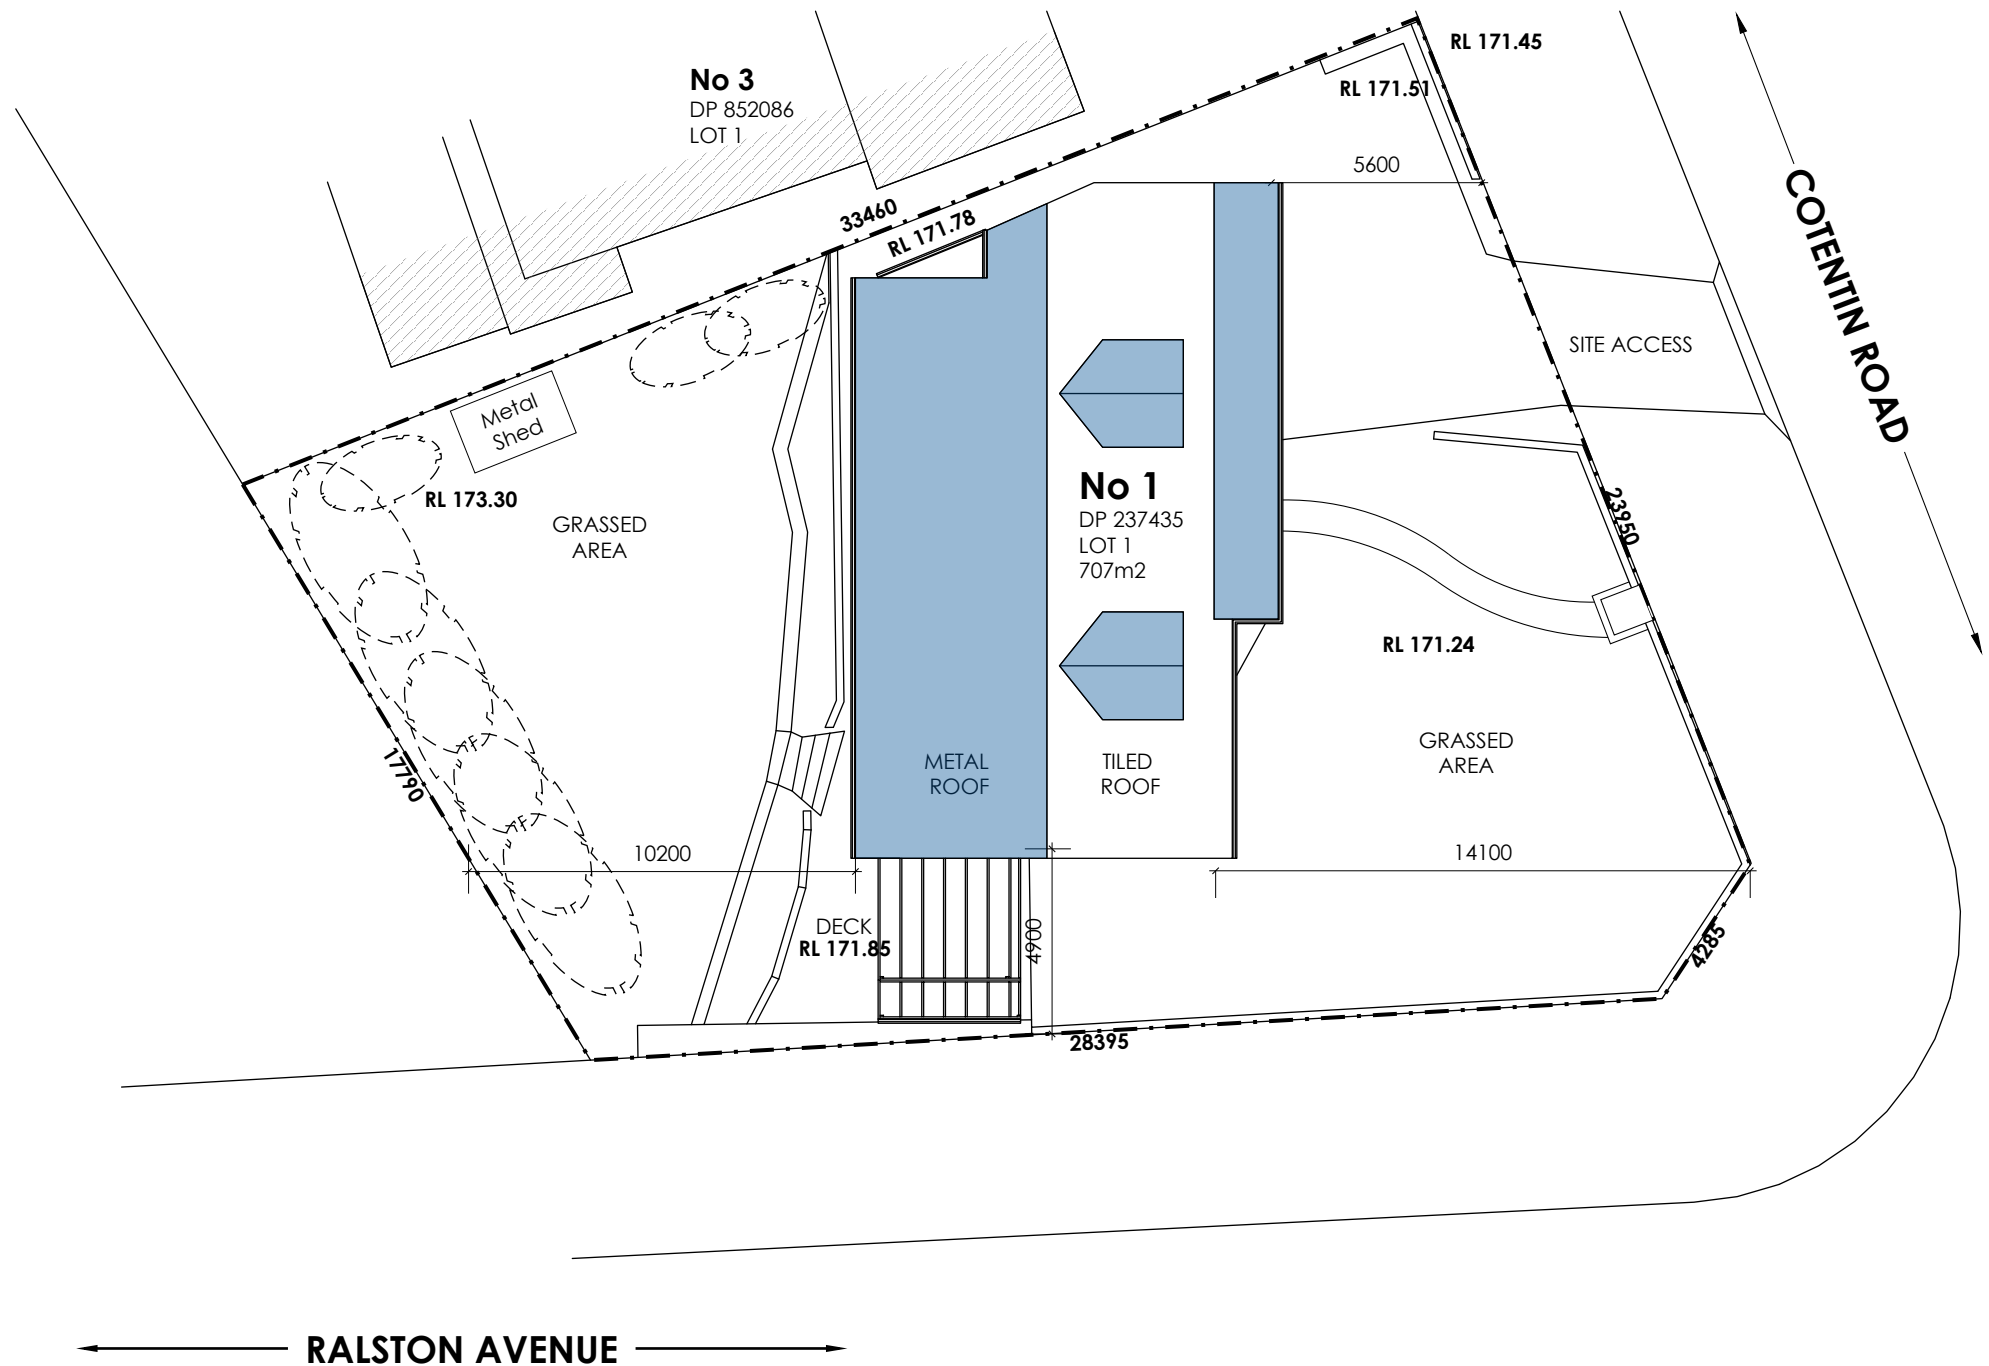 RL 171.45
No 3
DP 852086
LOT 1
RL 171.51
5600
33460
RL 171.78
COTENTIN ROAD
SITE ACCESS
Metal
Shed
RL 173.30
GRASSED
AREA
No 1
DP 237435
LOT 1
707m2
23950
RL 171.24
GRASSED
AREA
METAL
ROOF
TILED
ROOF
17790
10200
14100
DECK
RL 171.85
4900
4285
28395
RALSTON AVENUE